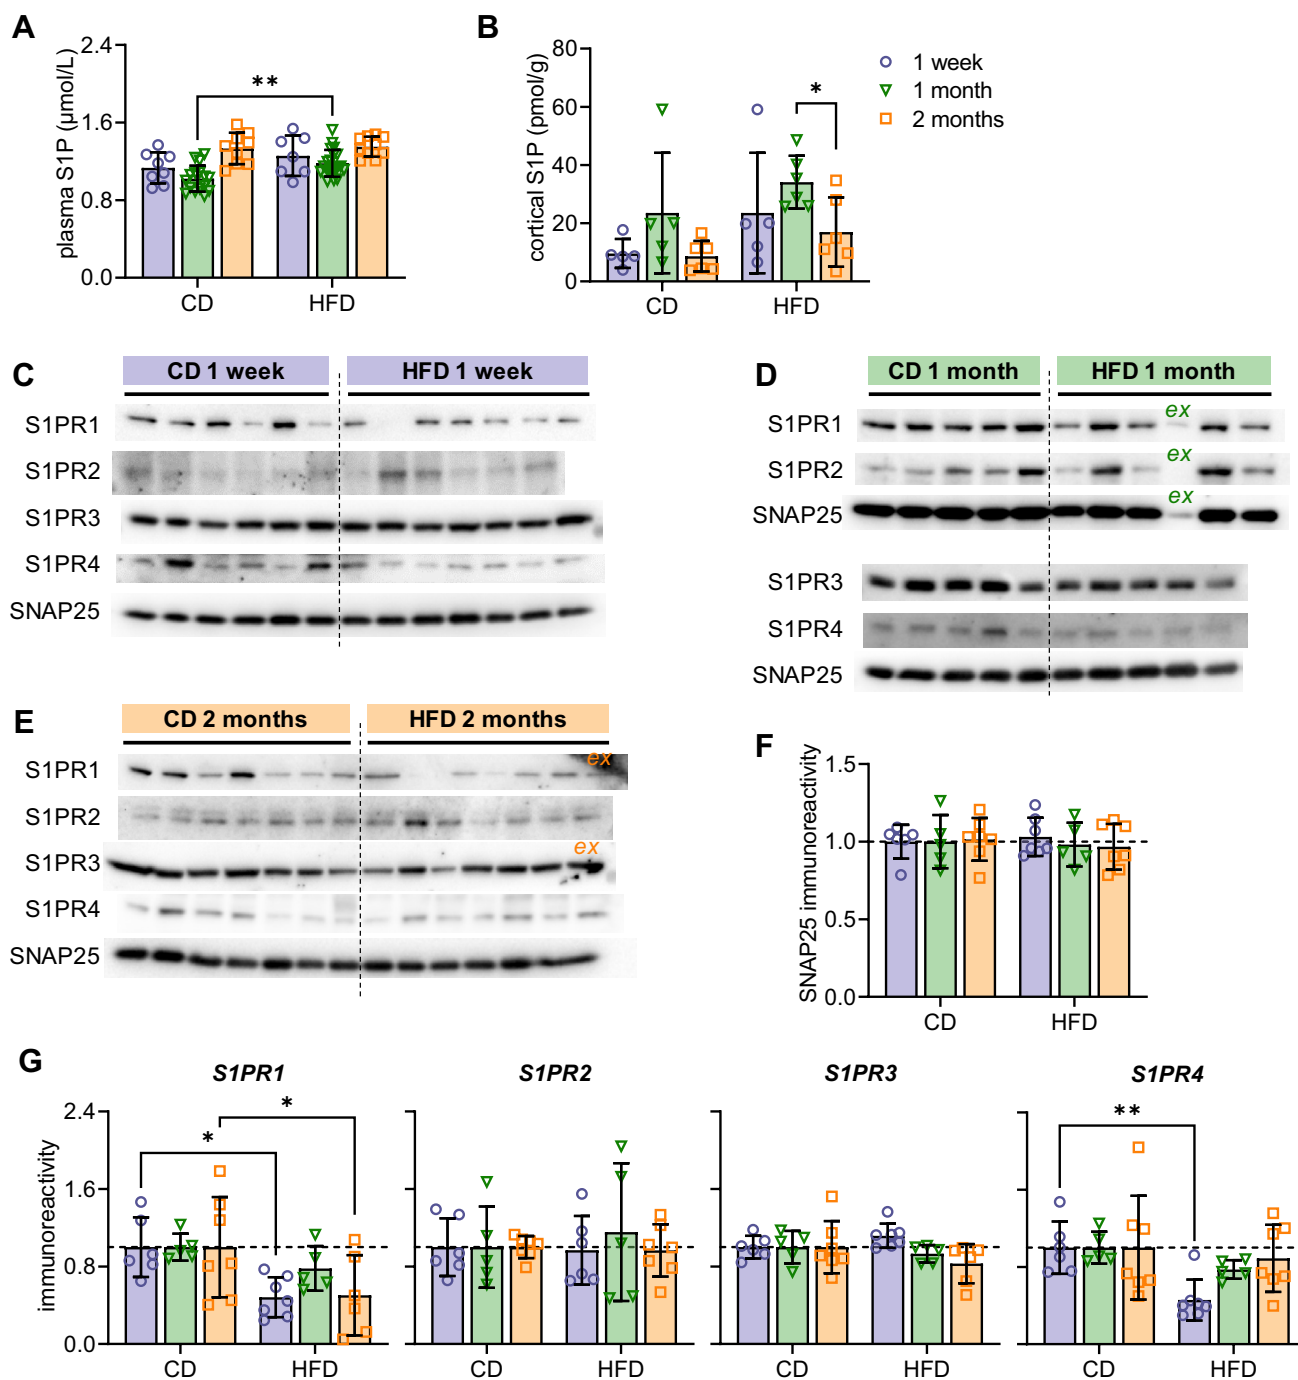 A
plasma S1P (μmol/L)
2.4
1.6
0.8
0.0
**
CD
HFD
B
cortical S1P (pmol/g)
80
60
40
20
0
*
CD
HFD
1 week
1 month
2 months
C
CD 1 week
HFD 1 week
S1PR1
S1PR2
S1PR3
S1PR4
SNAP25
D
CD 1 month
HFD 1 month
S1PR1
ex
S1PR2
ex
SNAP25
ex
S1PR3
S1PR4
SNAP25
E
CD 2 months
HFD 2 months
S1PR1
ex
S1PR2
S1PR3
ex
S1PR4
SNAP25
F
SNAP25 immunoreactivity
1.5
1.0
0.5
0.0
CD
HFD
G
immunoreactivity
2.4
1.6
0.8
0.0
S1PR1
*
*
CD
HFD
S1PR2
CD
HFD
S1PR3
CD
HFD
S1PR4
**
CD
HFD